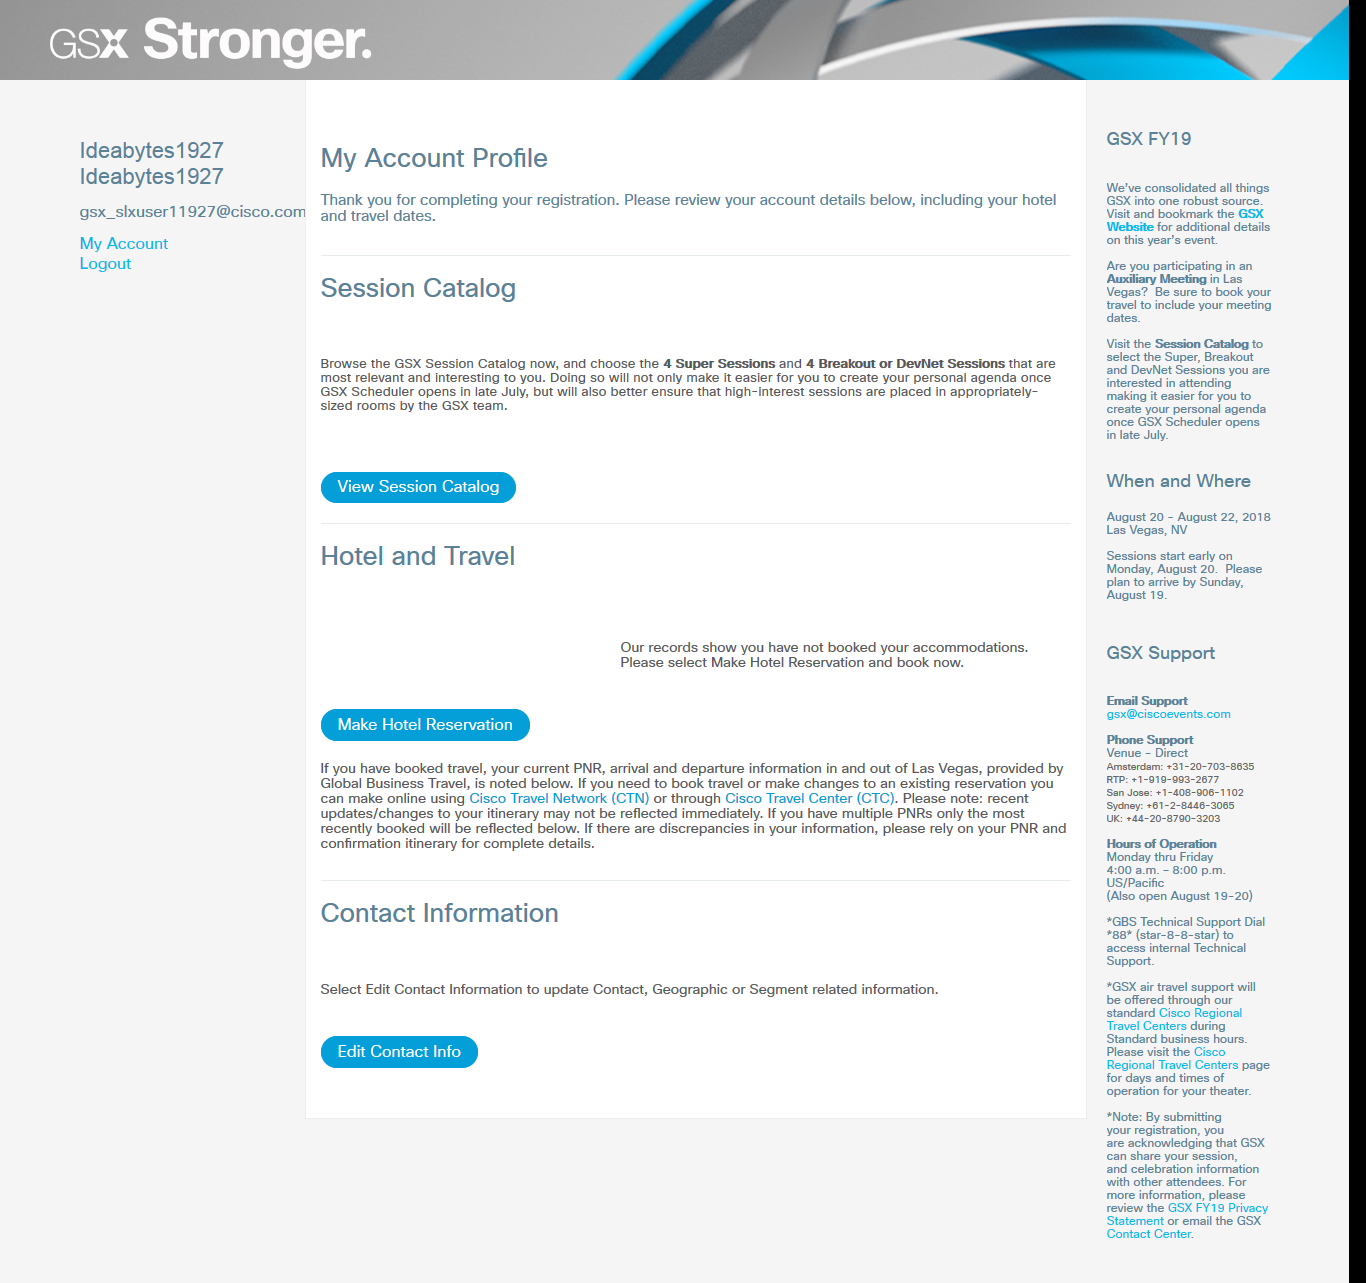 GSX Stronger.
Ideabytes1927
Ideabytes1927
gsx_slxuser11927@cisco.com
My Account
Logout
My Account Profile
Thank you for completing your registration. Please review your account details below, including your hotel
and travel dates.
Session Catalog
Browse the GSX Session Catalog now, and choose the 4 Super Sessions and 4 Breakout or DevNet Sessions that are
most relevant and interesting to you. Doing so will not only make it easier for you to create your personal agenda once
GSX Scheduler opens in late July, but will also better ensure that high-interest sessions are placed in appropriately-
sized rooms by the GSX team.
View Session Catalog
Hotel and Travel
Our records show you have not booked your accommodations.
Please select Make Hotel Reservation and book now.
Make Hotel Reservation
If you have booked travel, your current PNR, arrival and departure information in and out of Las Vegas, provided by
Global Business Travel, is noted below. If you need to book travel or make changes to an existing reservation you
can make online using Cisco Travel Network (CTN) or through Cisco Travel Center (CTC). Please note: recent
updates/changes to your itinerary may not be reflected immediately. If you have multiple PNRs only the most
recently booked will be reflected below. If there are discrepancies in your information, please rely on your PNR and
confirmation itinerary for complete details.
Contact Information
Select Edit Contact Information to update Contact, Geographic or Segment related information.
Edit Contact Info
GSX FY19
We've consolidated all things
GSX into one robust source.
Visit and bookmark the GSX
Website for additional details
on this year's event.
Are you participating in an
Auxiliary Meeting in Las
Vegas?  Be sure to book your
travel to include your meeting
dates.
Visit the Session Catalog to
select the Super, Breakout
and DevNet Sessions you are
interested in attending
making it easier for you to
create your personal agenda
once GSX Scheduler opens
in late July.
When and Where
August 20 - August 22, 2018
Las Vegas, NV
Sessions start early on
Monday, August 20.  Please
plan to arrive by Sunday,
August 19.
GSX Support
Email Support
gsx@ciscoevents.com
Phone Support
Venue - Direct
Amsterdam: +31-20-703-8635
RTP: +1-919-993-2677
San Jose: +1-408-906-1102
Sydney: +61-2-8446-3065
UK: +44-20-8790-3203
Hours of Operation
Monday thru Friday
4:00 a.m. - 8:00 p.m.
US/Pacific
(Also open August 19-20)
*GBS Technical Support Dial
*88* (star-8-8-star) to
access internal Technical
Support.
*GSX air travel support will
be offered through our
standard Cisco Regional
Travel Centers during
Standard business hours.
Please visit the Cisco
Regional Travel Centers page
for days and times of
operation for your theater.
*Note: By submitting
your registration, you
are acknowledging that GSX
can share your session,
and celebration information
with other attendees. For
more information, please
review the GSX FY19 Privacy
Statement or email the GSX
Contact Center.